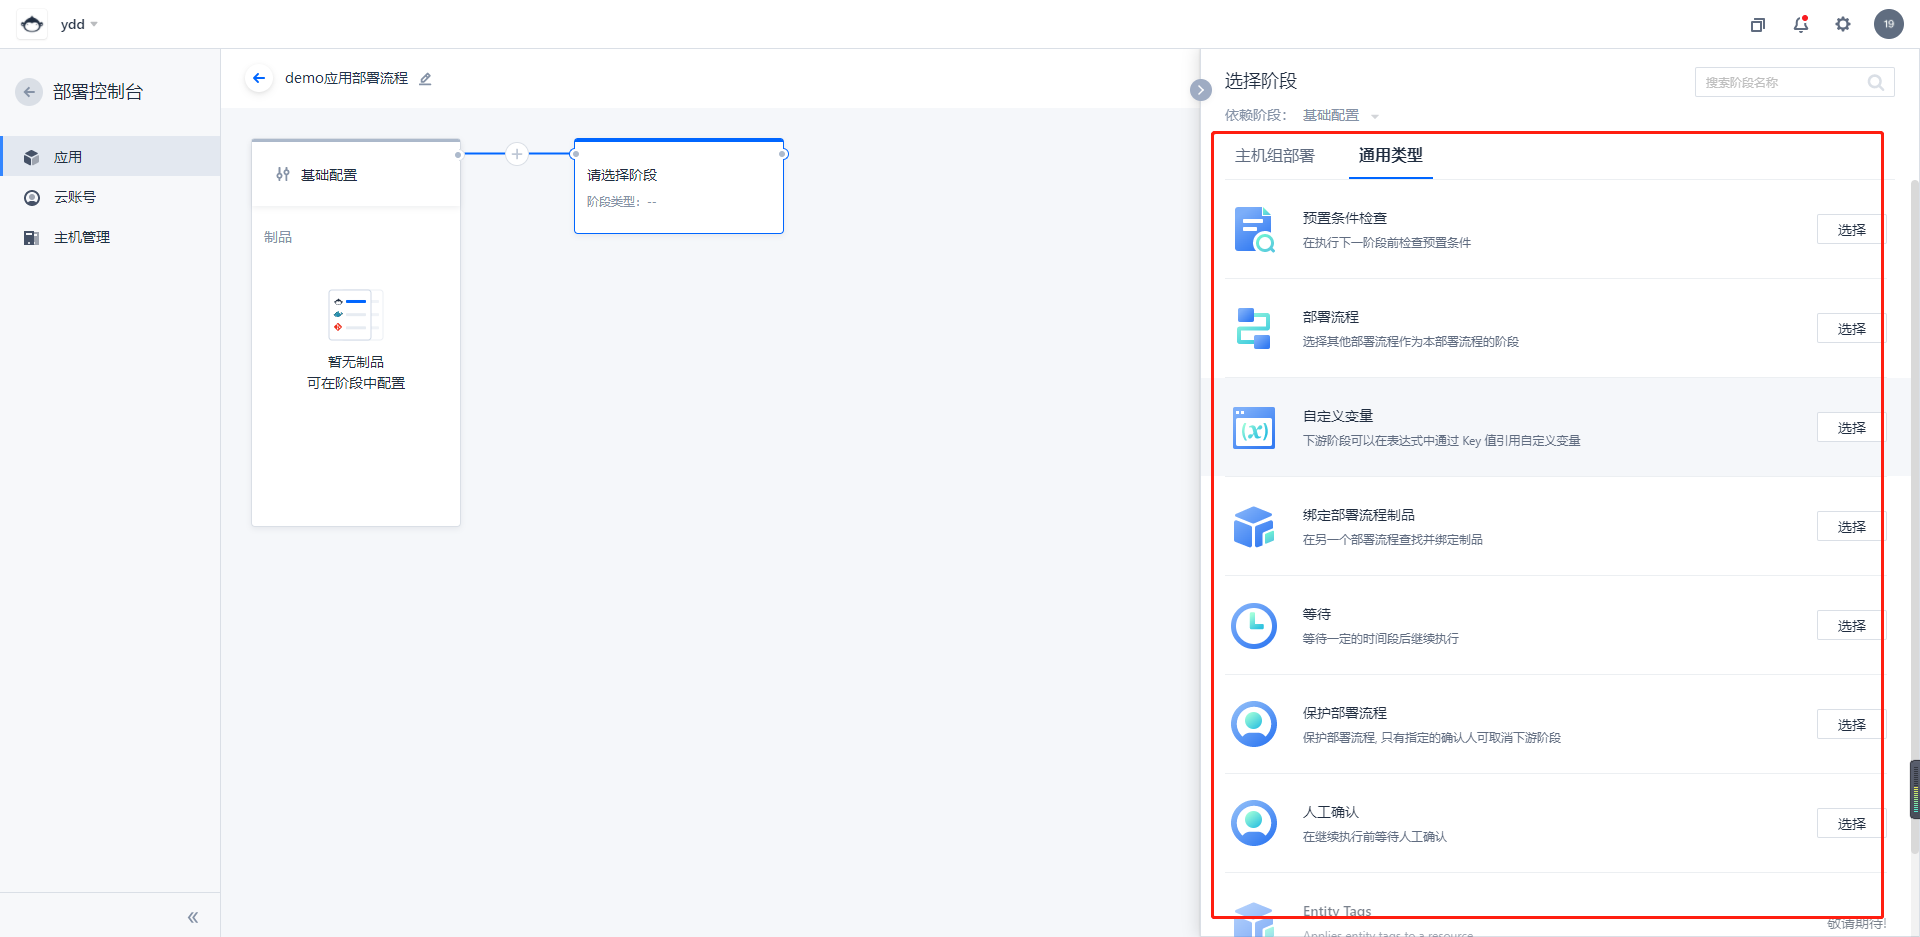 ydd
19
部署控制台
应用
云账号
主机管理
demo应用部署流程
基础配置
制品
暂无制品
可在阶段中配置
请选择阶段
阶段类型: --
选择阶段
搜索阶段名称
依赖阶段: 基础配置
主机组部署 通用类型
预置条件检查
在执行下一阶段前检查预置条件
选择
部署流程
选择其他部署流程作为本部署流程的阶段
选择
自定义变量
下游阶段可以在表达式中通过 Key 值引用自定义变量
选择
绑定部署流程制品
在另一个部署流程查找并绑定制品
选择
等待
等待一定的时间段后继续执行
选择
保护部署流程
保护部署流程, 只有指定的确认人可取消下游阶段
选择
人工确认
在继续执行前等待人工确认
选择
Entity Tags
Applies entity tags to a resource
敬请期待!